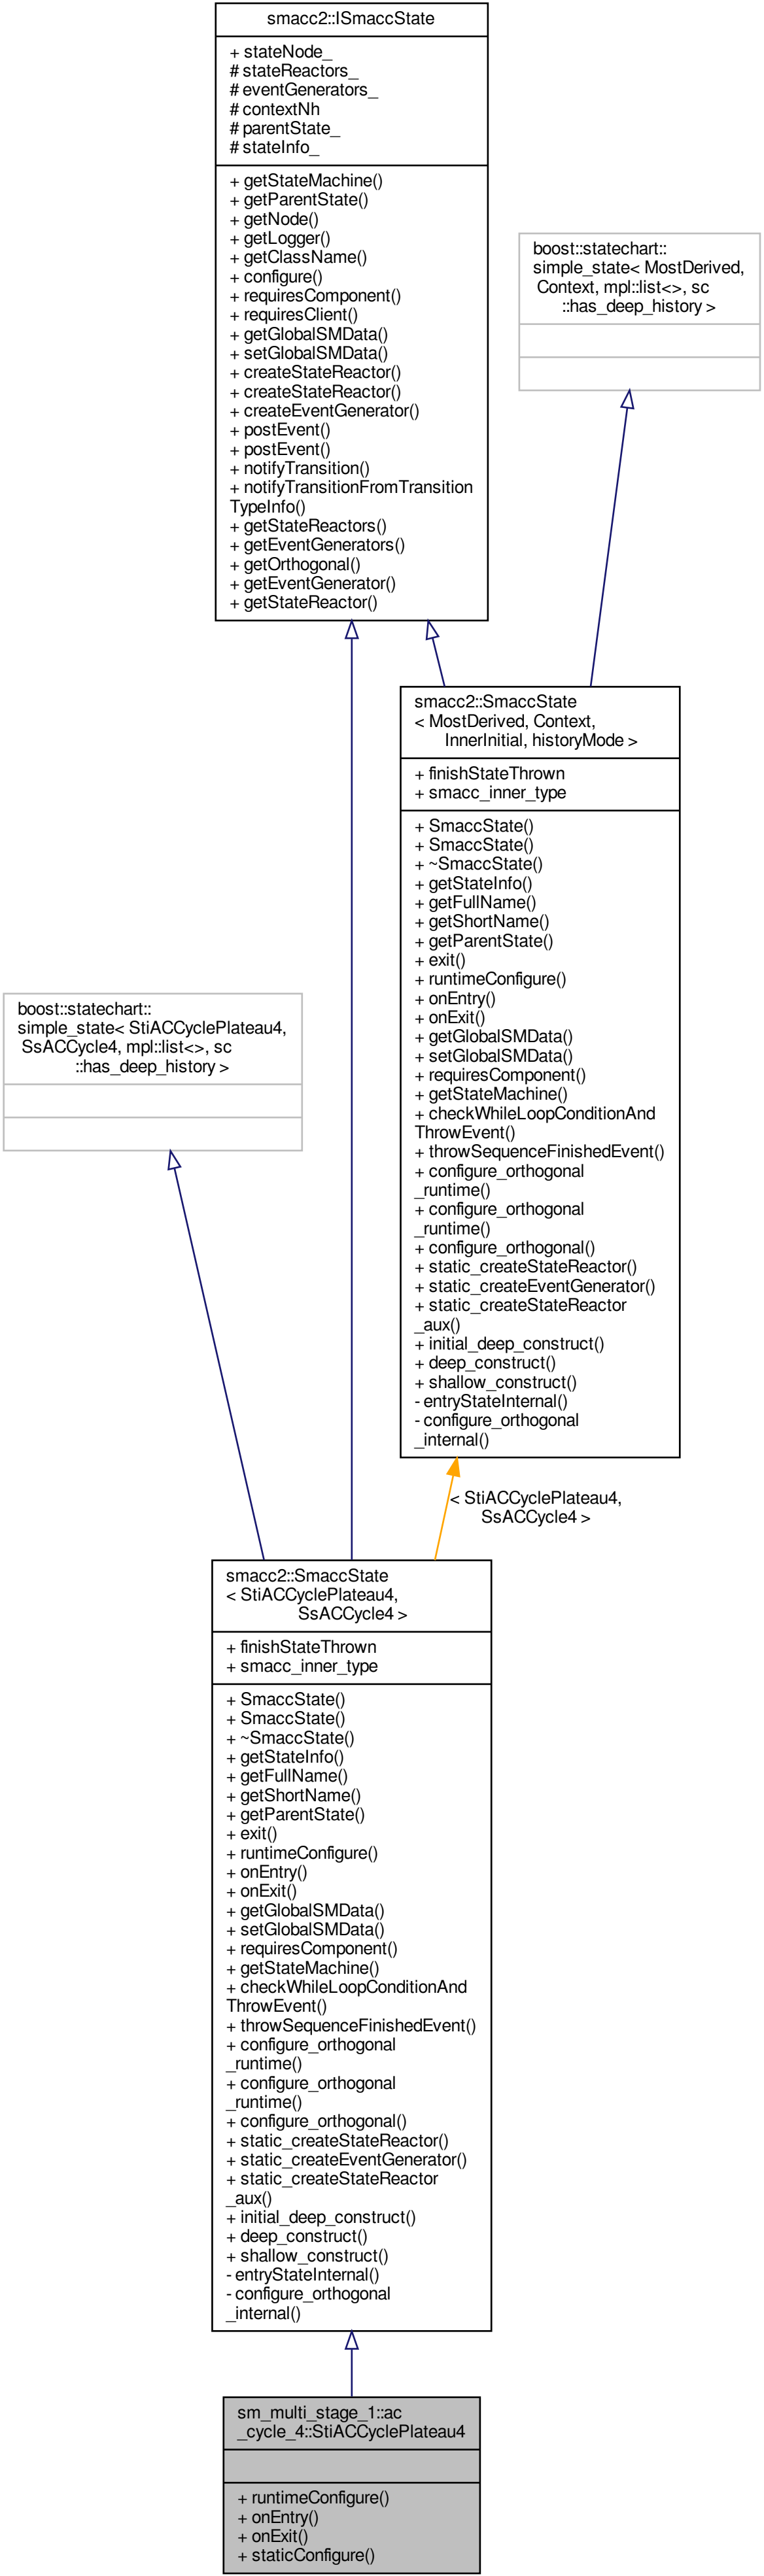 smacc2::ISmaccState
+ stateNode_
# stateReactors_
# eventGenerators_
# contextNh
# parentState_
# stateInfo_
+ getStateMachine()
+ getParentState()
+ getNode()
+ getLogger()
+ getClassName()
+ configure()
+ requiresComponent()
+ requiresClient()
+ getGlobalSMData()
+ setGlobalSMData()
+ createStateReactor()
+ createStateReactor()
+ createEventGenerator()
+ postEvent()
+ postEvent()
+ notifyTransition()
+ notifyTransitionFromTransition
TypeInfo()
+ getStateReactors()
+ getEventGenerators()
+ getOrthogonal()
+ getEventGenerator()
+ getStateReactor()
boost::statechart::
simple_state< MostDerived,
Context, mpl::list<>, sc
::has_deep_history >
smacc2::SmaccState
< MostDerived, Context,
InnerInitial, historyMode >
+ finishStateThrown
+ smacc_inner_type
+ SmaccState()
+ SmaccState()
+ ~SmaccState()
+ getStateInfo()
+ getFullName()
+ getShortName()
+ getParentState()
+ exit()
+ runtimeConfigure()
+ onEntry()
+ onExit()
+ getGlobalSMData()
+ setGlobalSMData()
+ requiresComponent()
+ getStateMachine()
+ checkWhileLoopConditionAnd
ThrowEvent()
+ throwSequenceFinishedEvent()
+ configure_orthogonal
_runtime()
+ configure_orthogonal
_runtime()
+ configure_orthogonal()
+ static_createStateReactor()
+ static_createEventGenerator()
+ static_createStateReactor
_aux()
+ initial_deep_construct()
+ deep_construct()
+ shallow_construct()
- entryStateInternal()
- configure_orthogonal
_internal()
boost::statechart::
simple_state< StiACCyclePlateau4,
SsACCycle4, mpl::list<>, sc
::has_deep_history >
< StiACCyclePlateau4,
SsACCycle4 >
smacc2::SmaccState
< StiACCyclePlateau4,
SsACCycle4 >
+ finishStateThrown
+ smacc_inner_type
+ SmaccState()
+ SmaccState()
+ ~SmaccState()
+ getStateInfo()
+ getFullName()
+ getShortName()
+ getParentState()
+ exit()
+ runtimeConfigure()
+ onEntry()
+ onExit()
+ getGlobalSMData()
+ setGlobalSMData()
+ requiresComponent()
+ getStateMachine()
+ checkWhileLoopConditionAnd
ThrowEvent()
+ throwSequenceFinishedEvent()
+ configure_orthogonal
_runtime()
+ configure_orthogonal
_runtime()
+ configure_orthogonal()
+ static_createStateReactor()
+ static_createEventGenerator()
+ static_createStateReactor
_aux()
+ initial_deep_construct()
+ deep_construct()
+ shallow_construct()
- entryStateInternal()
- configure_orthogonal
_internal()
sm_multi_stage_1::ac
_cycle_4::StiACCyclePlateau4
+ runtimeConfigure()
+ onEntry()
+ onExit()
+ staticConfigure()